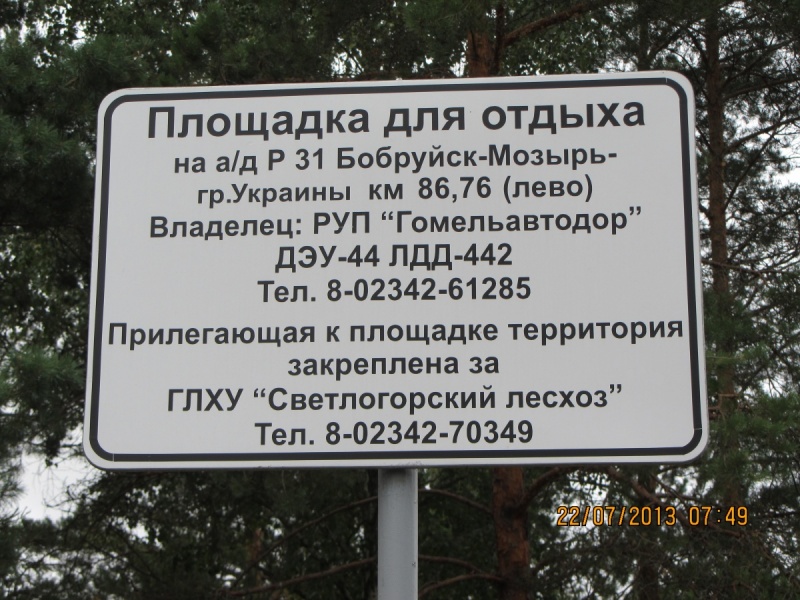 Площадка для отдыха
на а/д Р 31 Бобруйск-Мозырь-
гр.Украины км 86,76 (лево)
Владелец: РУП “Гомельавтодор”
ДЭУ-44 ЛДД-442
Тел. 8-02342-61285
Прилегающая к площадке территория
закреплена за
ГЛХУ “Светлогорский лесхоз”
Тел. 8-02342-70349
22/07/2013 07:49